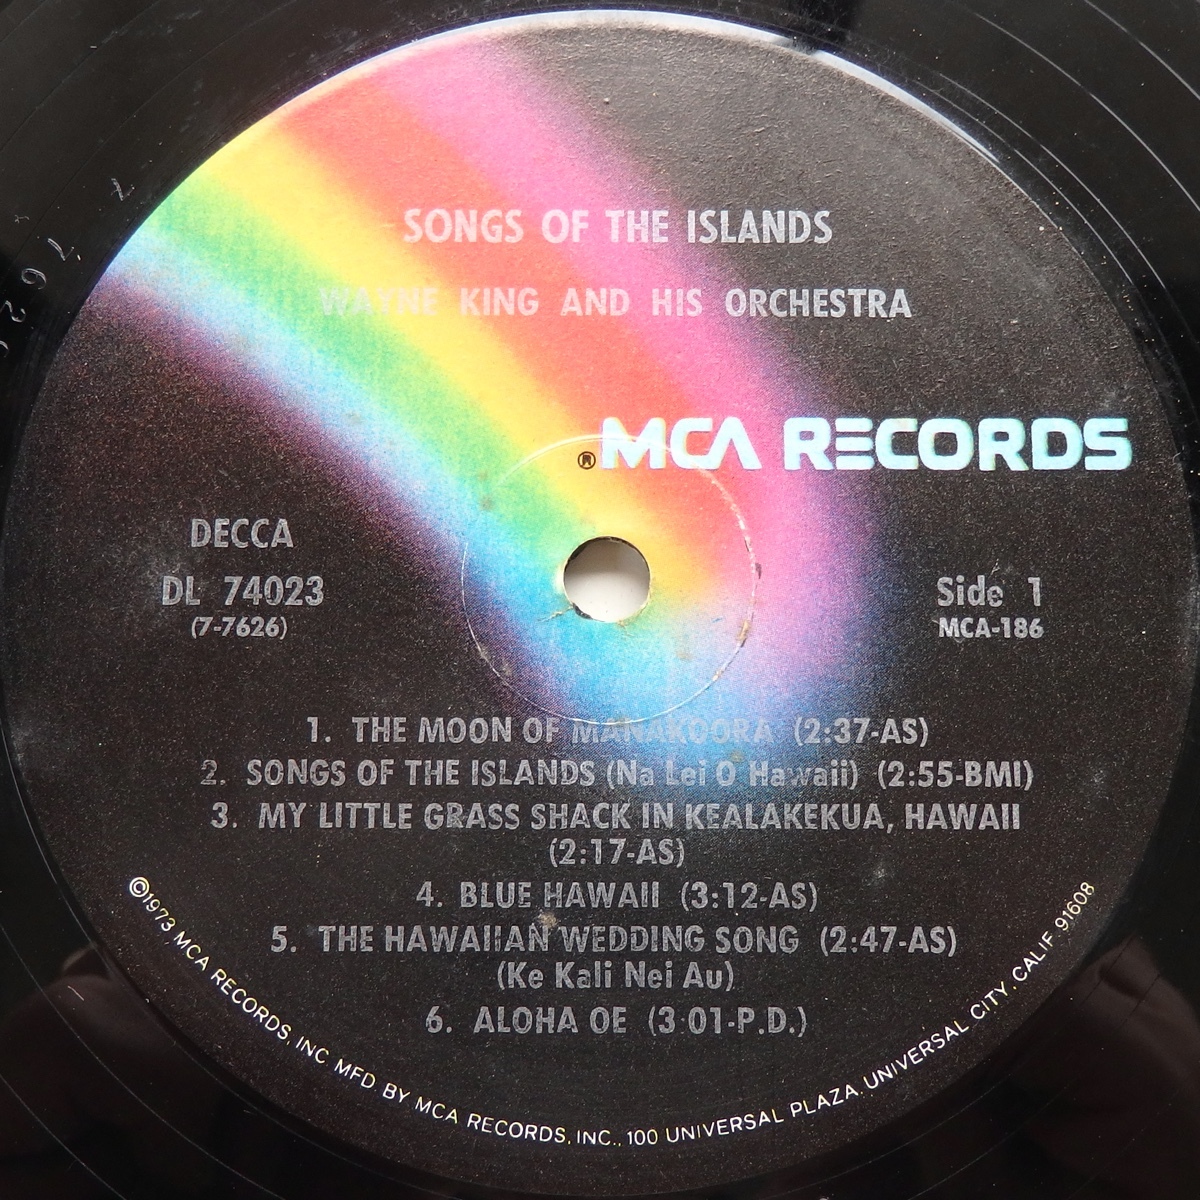 SONGS OF THE ISLANDS
WAYNE KING AND HIS ORCHESTRA
®MCA RECORDS
DECCA
DL 74023
(7-7626)
Side 1
MCA-186
1. THE MOON OF MANAKOORA (2:37-AS)
2. SONGS OF THE ISLANDS (Na Lei O Hawaii) (2:55-BMI)
3. MY LITTLE GRASS SHACK IN KEALAKEKUA, HAWAII
(2:17-AS)
4. BLUE HAWAII (3:12-AS)
5. THE HAWAIIAN WEDDING SONG (2:47-AS)
(Ke Kali Nei Au)
6. ALOHA OE (3:01-P.D.)
©1973 MCA RECORDS, INC. MFD. BY MCA RECORDS, INC., 100 UNIVERSAL PLAZA, UNIVERSAL CITY, CALIF. 91608